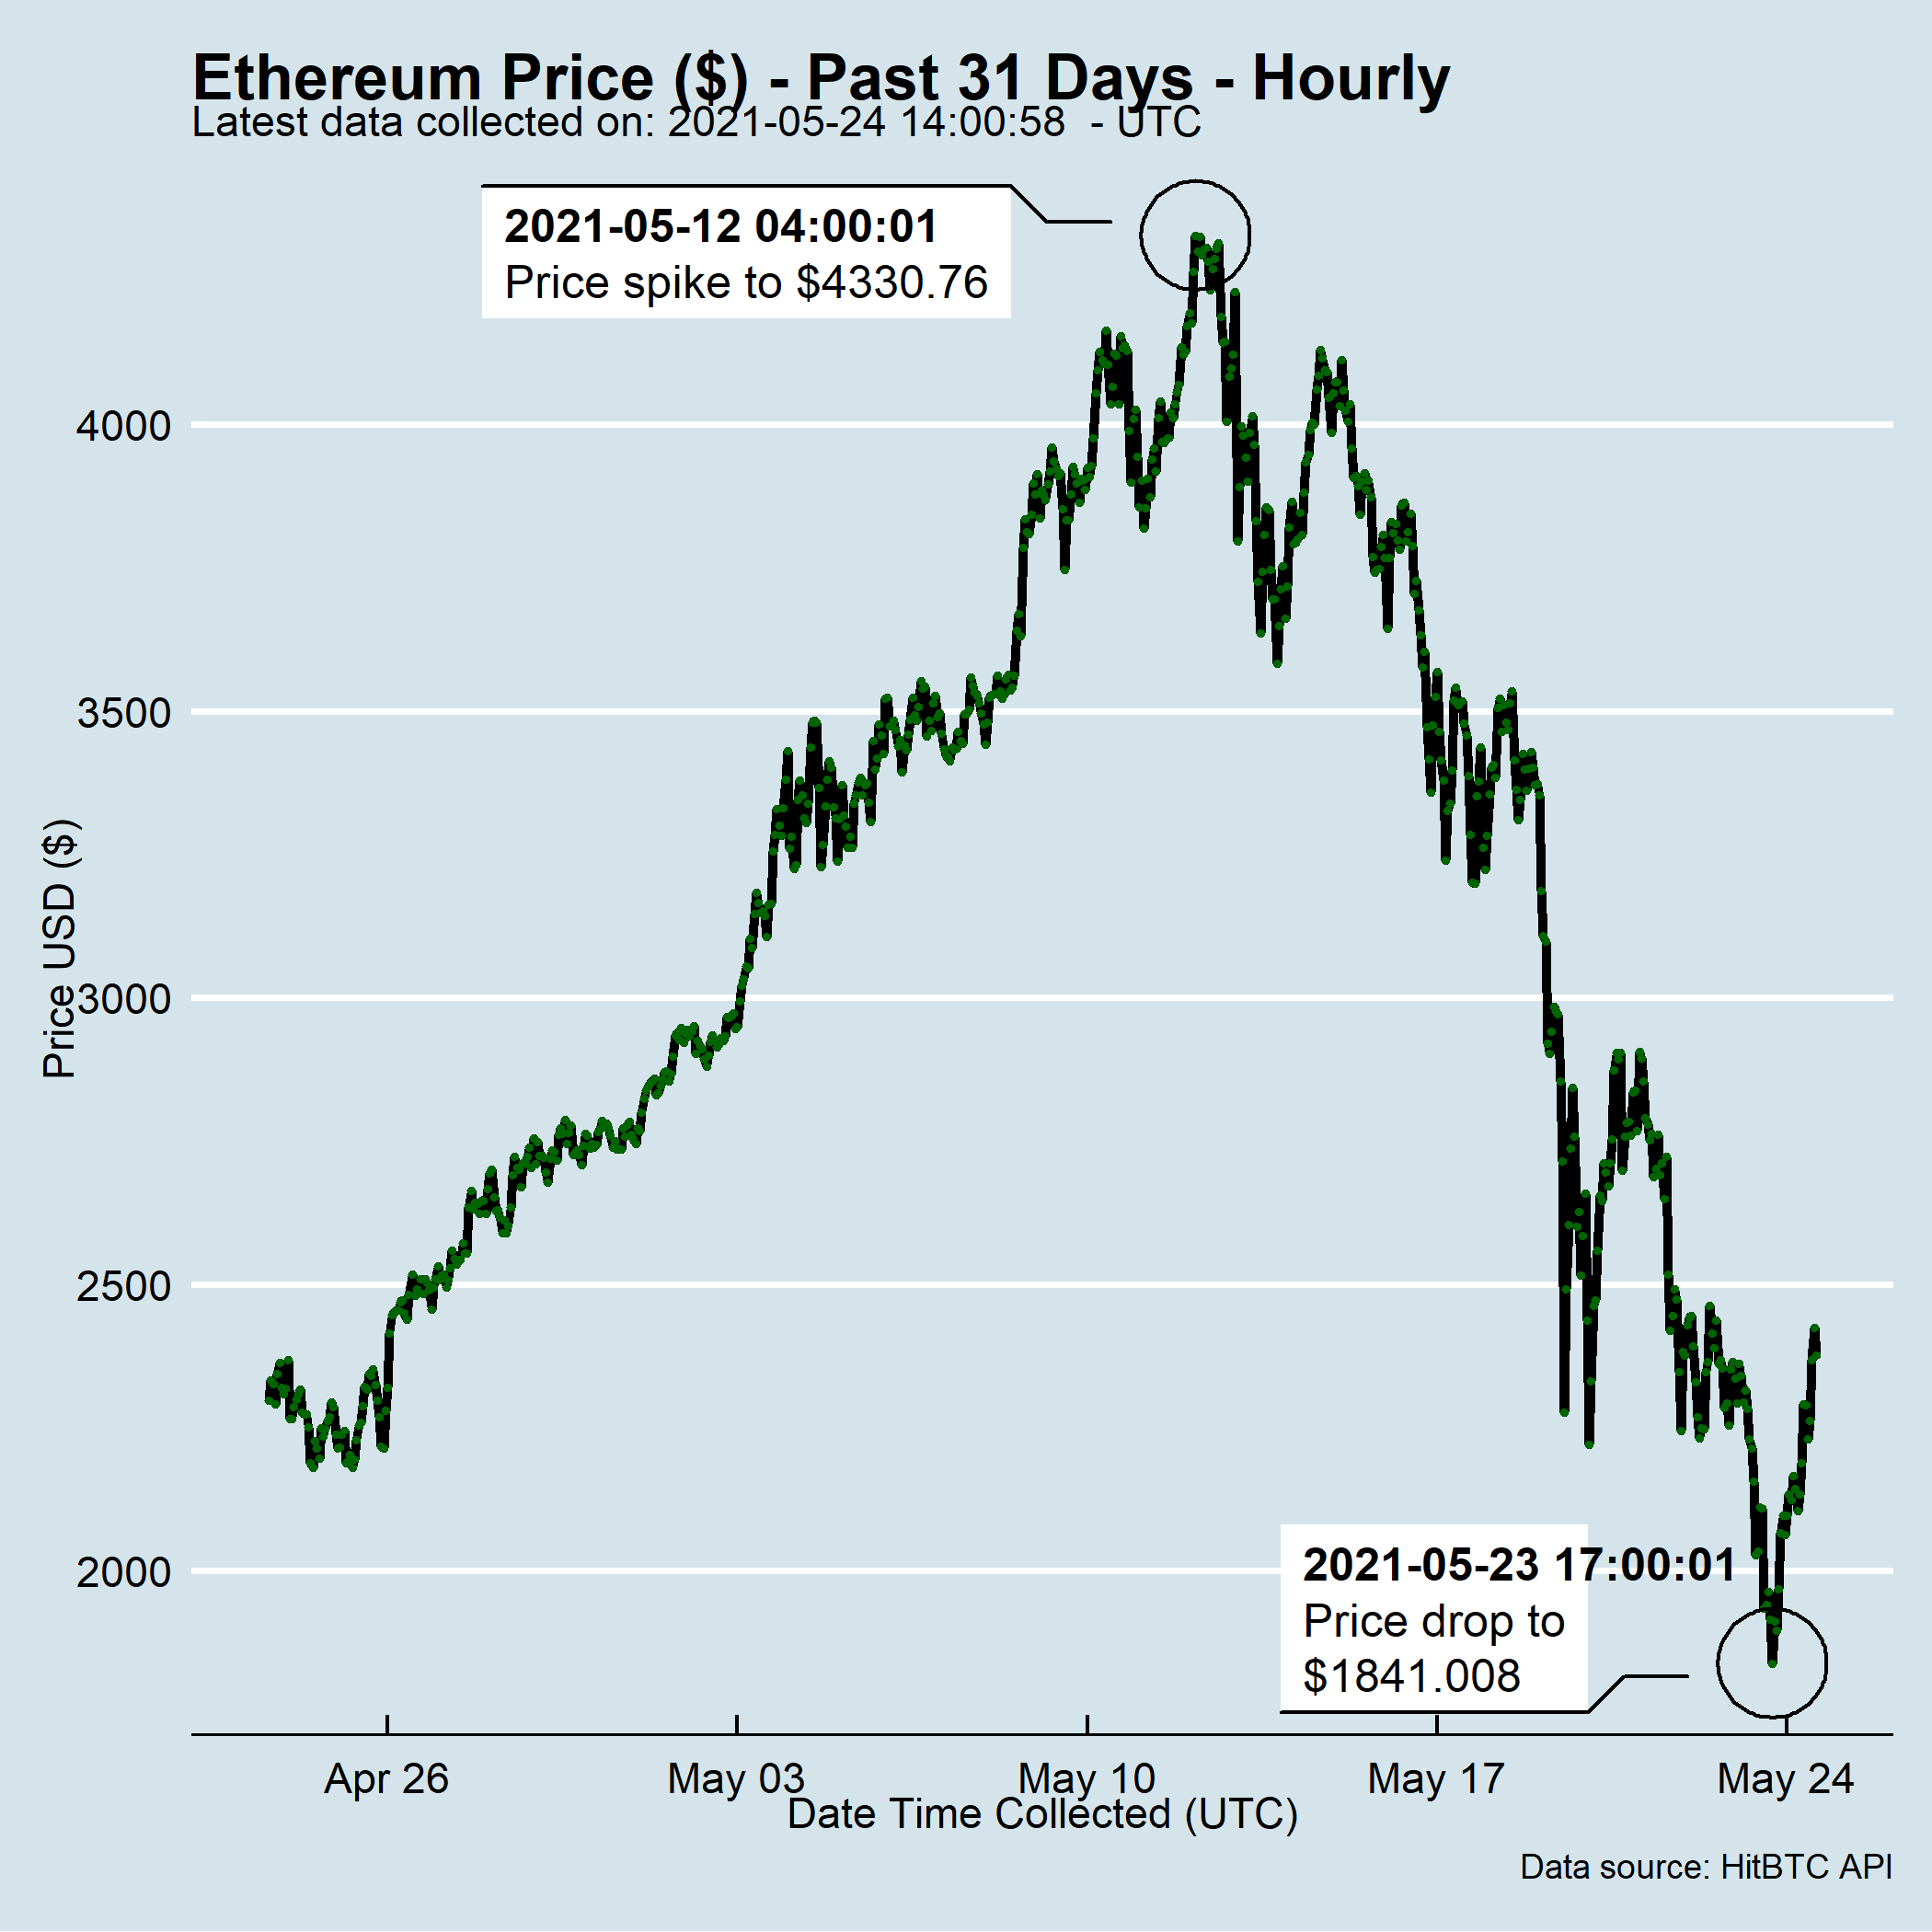 Ethereum Price ($) - Past 31 Days - Hourly
Latest data collected on: 2021-05-24 14:00:58  - UTC
2021-05-12 04:00:01
Price spike to $4330.76
4000
3500
3000
2500
2000
Price USD ($)
2021-05-23 17:00:01
Price drop to
$1841.008
Apr 26
May 03
May 10
May 17
May 24
Date Time Collected (UTC)
Data source: HitBTC API